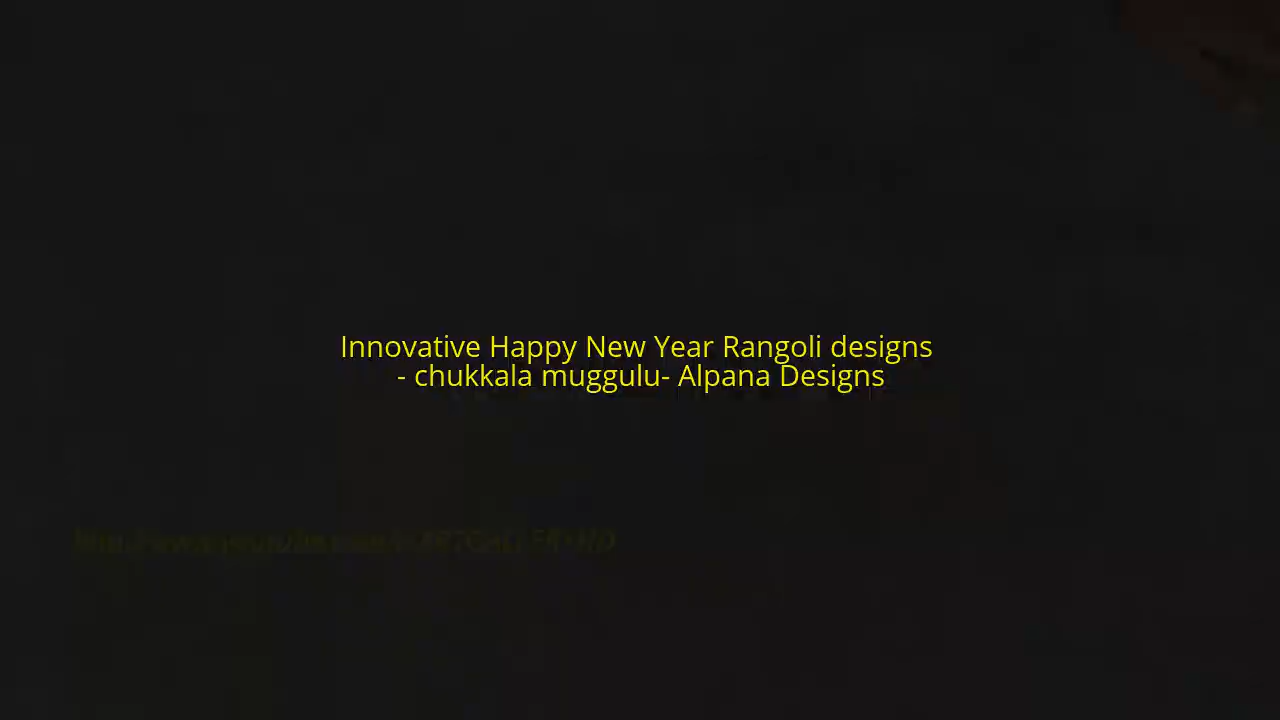 Innovative Happy New Year Rangoli designs
- chukkala muggulu- Alpana Designs